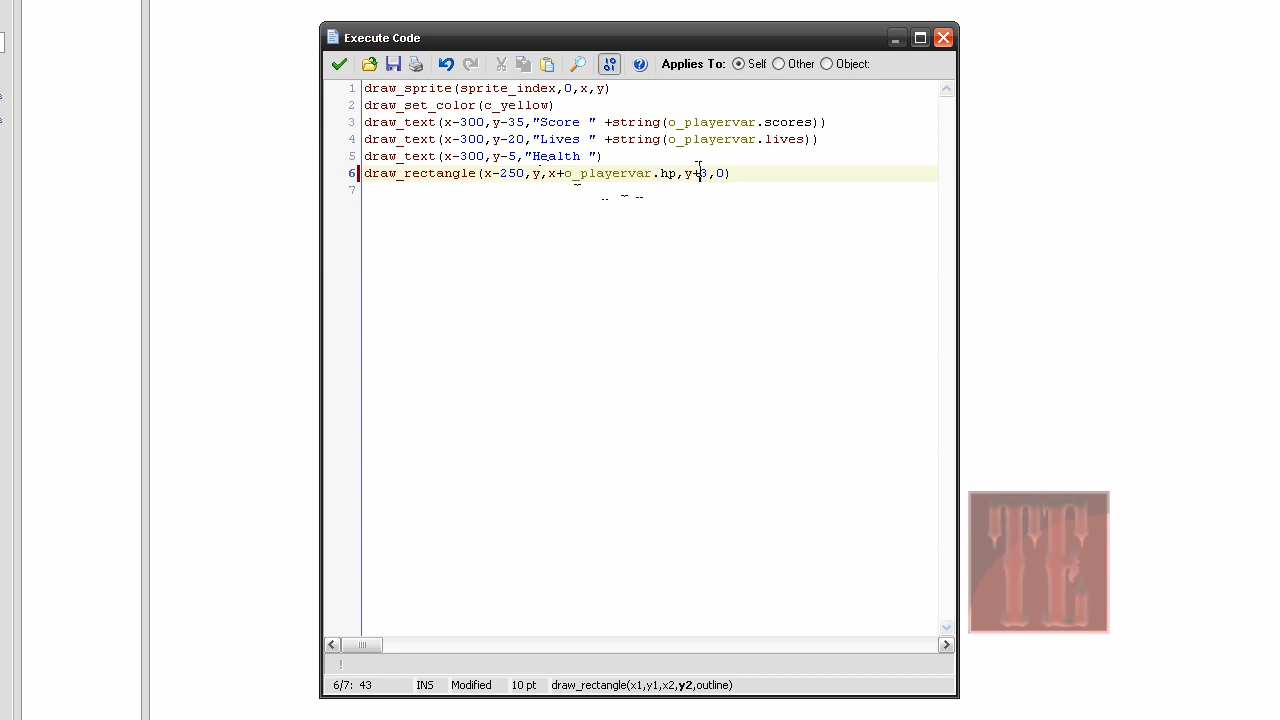 Execute Code
Applies To: Self Other Object:
1 draw_sprite(sprite_index,0,x,y)
2 draw_set_color(c_yellow)
3 draw_text(x-300,y-35,"Score " +string(o_playervar.scores))
4 draw_text(x-300,y-20,"Lives " +string(o_playervar.lives))
5 draw_text(x-300,y-5,"Health ")
6 draw_rectangle(x-250,y,x+o_playervar.hp,y+3,0)
7
6/7: 43 INS Modified 10 pt draw_rectangle(x1,y1,x2,y2,outline)
TE